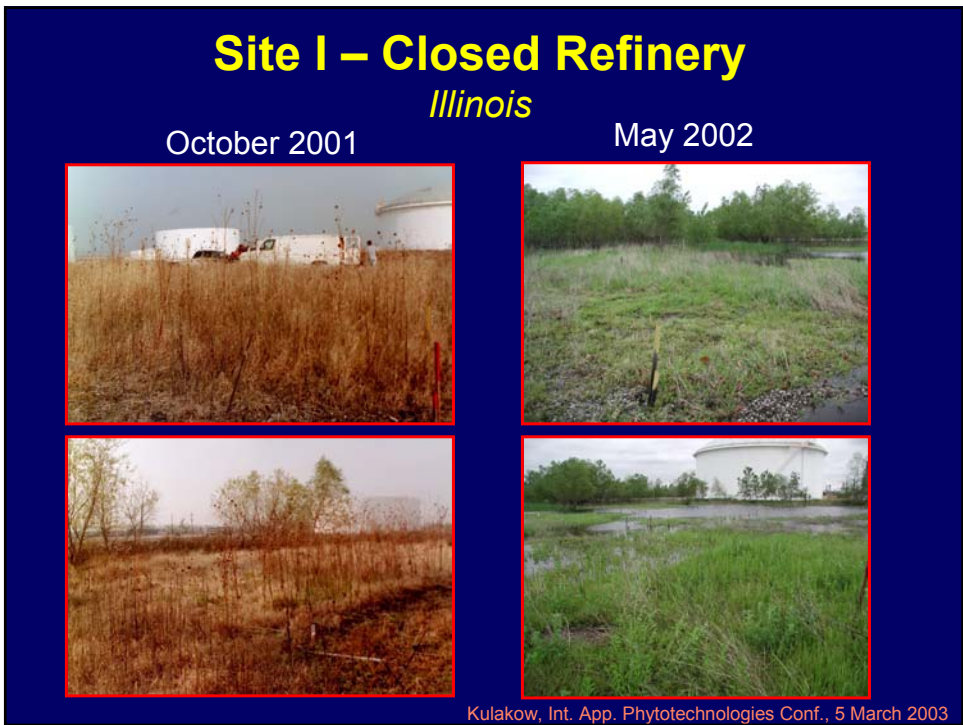 Site I – Closed Refinery
Illinois
October 2001
May 2002
Kulakow, Int. App. Phytotechnologies Conf., 5 March 2003